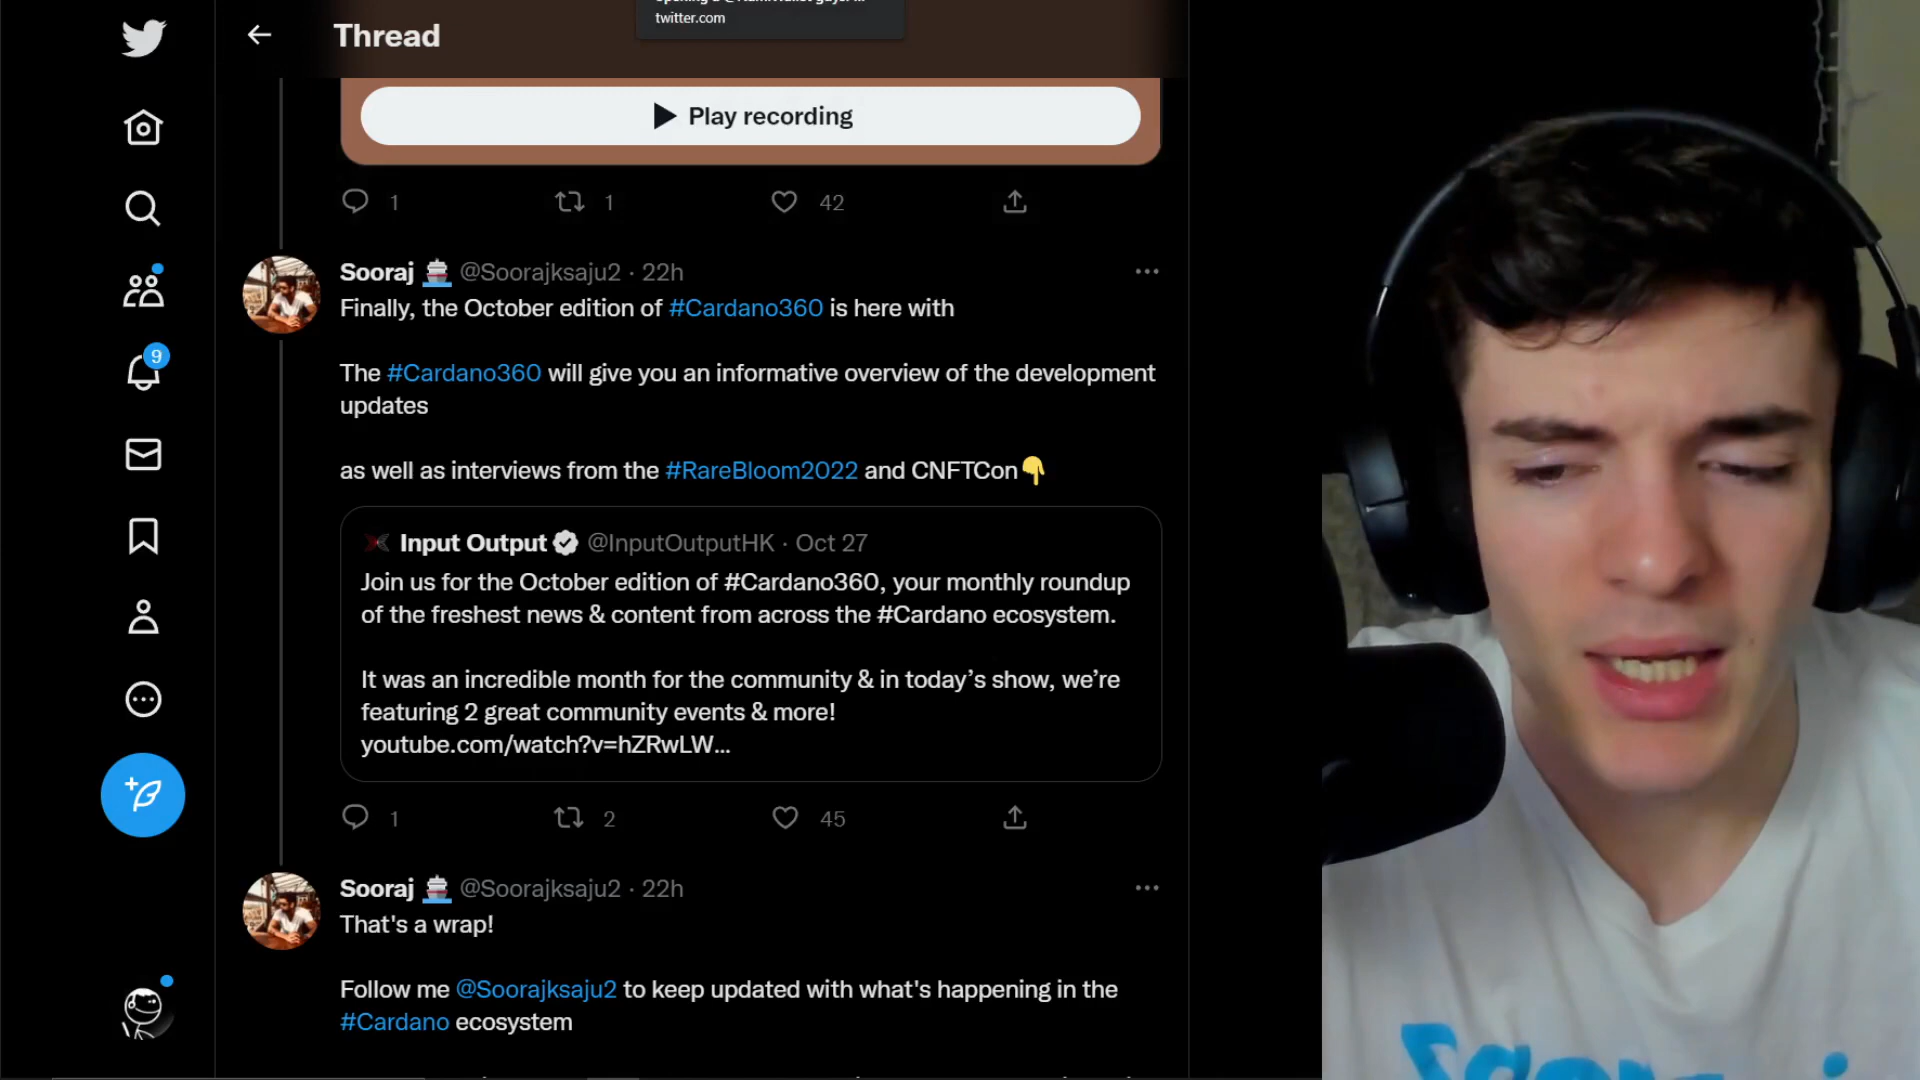 twitter.com
Thread
Play recording
1 1 42
Sooraj @Soorajksaju2 · 22h
Finally, the October edition of #Cardano360 is here with
The #Cardano360 will give you an informative overview of the development
updates
as well as interviews from the #RareBloom2022 and CNFTCon
Input Output @InputOutputHK · Oct 27
Join us for the October edition of #Cardano360, your monthly roundup
of the freshest news & content from across the #Cardano ecosystem.
It was an incredible month for the community & in today's show, we're
featuring 2 great community events & more!
youtube.com/watch?v=hZRwLW...
1 2 45
Sooraj @Soorajksaju2 · 22h
That's a wrap!
Follow me @Soorajksaju2 to keep updated with what's happening in the
#Cardano ecosystem
9